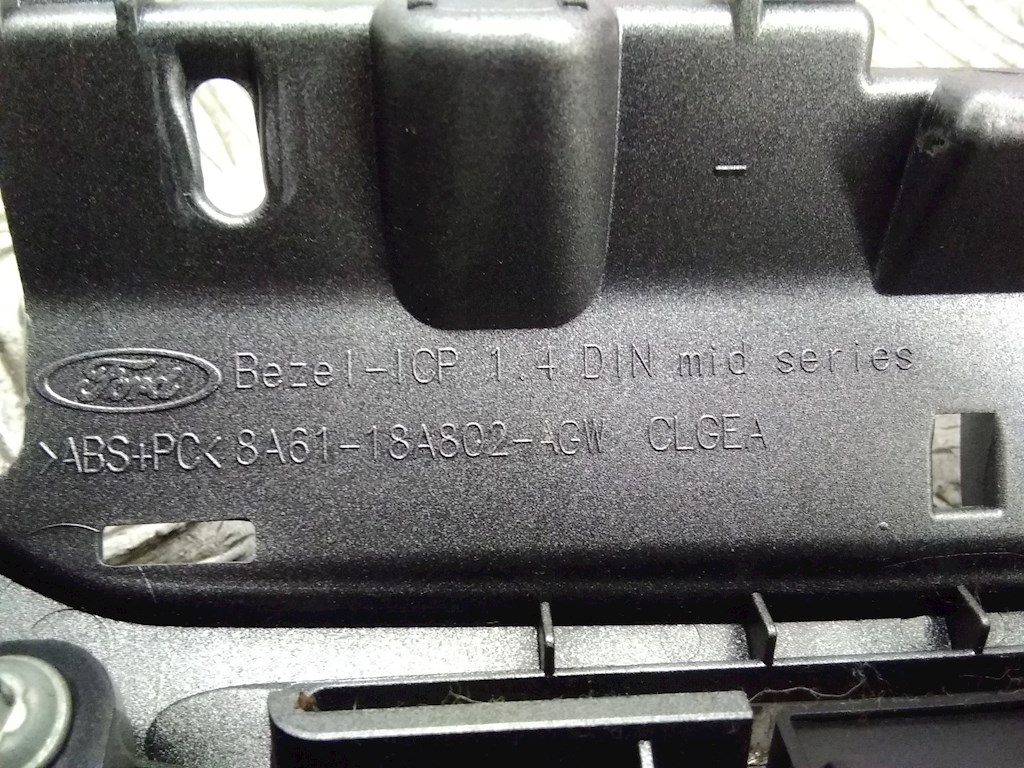 Ford Bezel-ICP 1.4 DIN mid series
>ABS+PC< 8A61-18A802-AGW CLGEA